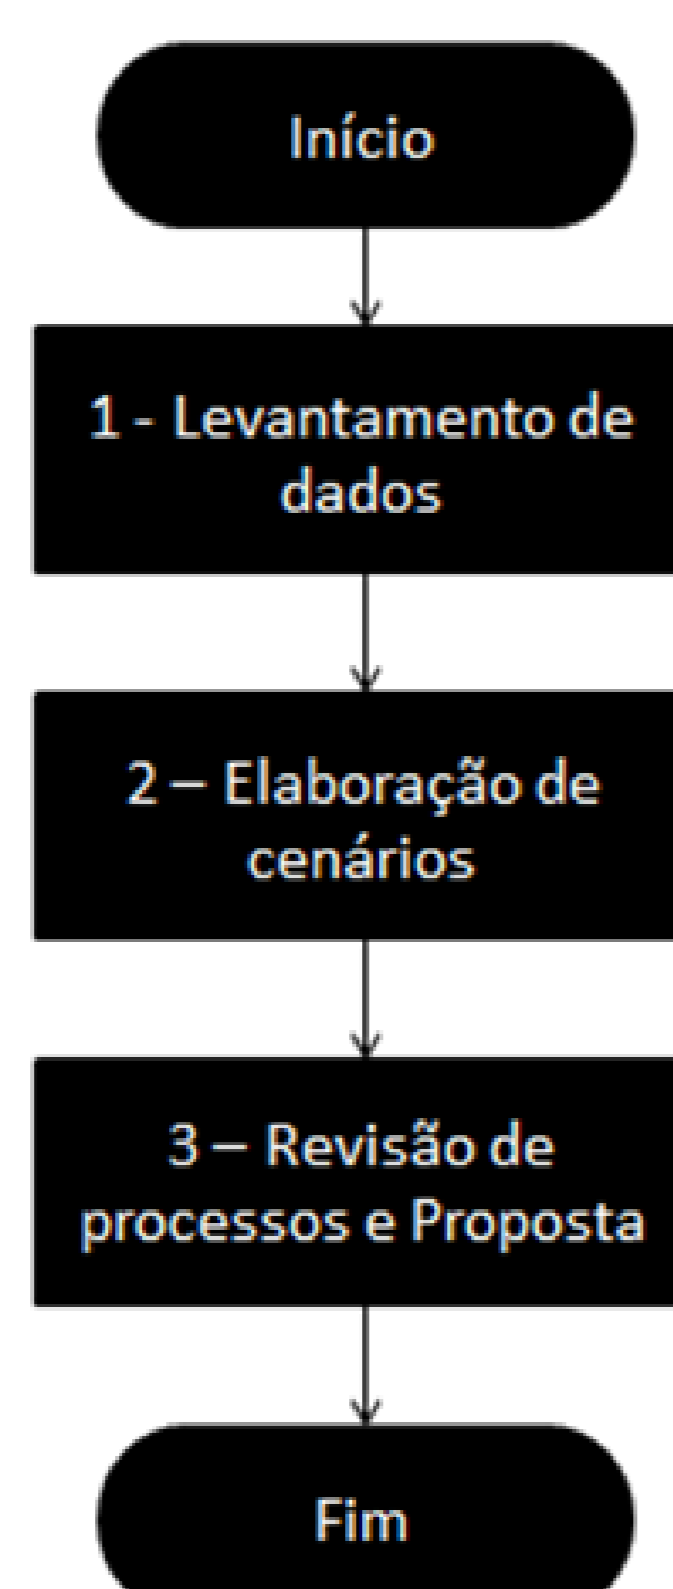 Início
1 - Levantamento de
dados
2 – Elaboração de
cenários
3 – Revisão de
processos e Proposta
Fim